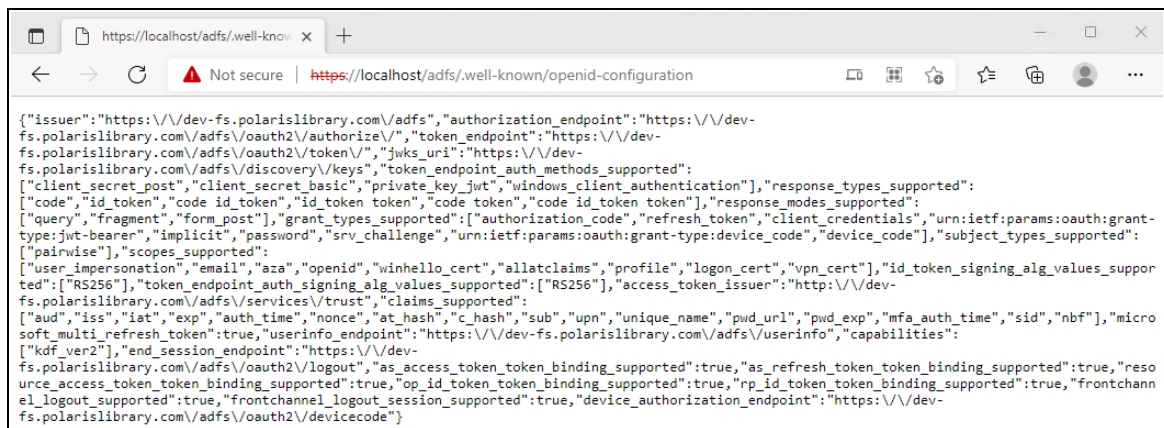 https://localhost/adfs/.well-know
Not secure | https://localhost/adfs/.well-known/openid-configuration
{"issuer":"https:\/\/dev-fs.polarislibrary.com\/adfs","authorization_endpoint":"https:\/\/dev-
fs.polarislibrary.com\/adfs\/oauth2\/authorize\/","token_endpoint":"https:\/\/dev-
fs.polarislibrary.com\/adfs\/oauth2\/token\/","jwks_uri":"https:\/\/dev-
fs.polarislibrary.com\/adfs\/discovery\/keys","token_endpoint_auth_methods_supported":
["client_secret_post","client_secret_basic","private_key_jwt","windows_client_authentication"],"response_types_supported":
["code","id_token","code id_token","id_token token","code token","code id_token token"],"response_modes_supported":
["query","fragment","form_post"],"grant_types_supported":["authorization_code","refresh_token","client_credentials","urn:ietf:params:oauth:grant-
type:jwt-bearer","implicit","password","srv_challenge","urn:ietf:params:oauth:grant-type:device_code","device_code"],"subject_types_supported":
["pairwise"],"scopes_supported":
["user_impersonation","email","aza","openid","winhello_cert","allatclaims","profile","logon_cert","vpn_cert"],"id_token_signing_alg_values_suppor
ted":["RS256"],"token_endpoint_auth_signing_alg_values_supported":["RS256"],"access_token_issuer":"http:\/\/dev-
fs.polarislibrary.com\/adfs\/services\/trust","claims_supported":
["aud","iss","iat","exp","auth_time","nonce","at_hash","c_hash","sub","upn","unique_name","pwd_url","pwd_exp","mfa_auth_time","sid","nbf"],"micro
soft_multi_refresh_token":true,"userinfo_endpoint":"https:\/\/dev-fs.polarislibrary.com\/adfs\/userinfo","capabilities":
["kdf_ver2"],"end_session_endpoint":"https:\/\/dev-
fs.polarislibrary.com\/adfs\/oauth2\/logout","as_access_token_token_binding_supported":true,"as_refresh_token_token_binding_supported":true,"reso
urce_access_token_token_binding_supported":true,"op_id_token_token_binding_supported":true,"rp_id_token_token_binding_supported":true,"frontchann
el_logout_supported":true,"frontchannel_logout_session_supported":true,"device_authorization_endpoint":"https:\/\/dev-
fs.polarislibrary.com\/adfs\/oauth2\/devicecode"}